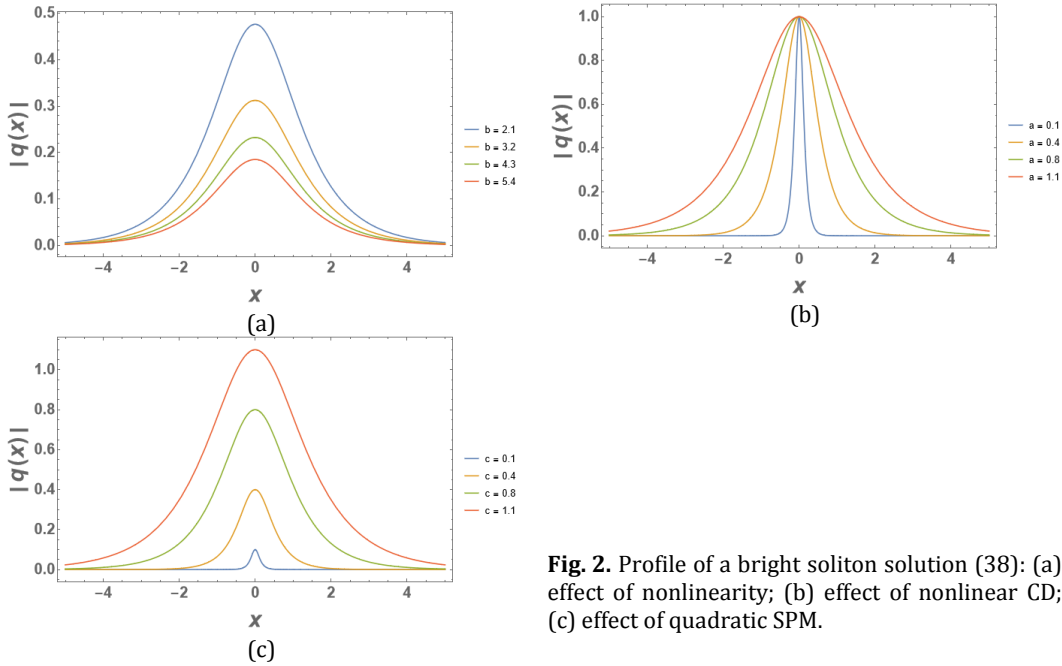 0.5
0.4
0.3
0.2
0.1
0.0
|q(x)|
−4 −2 0 2 4
x
b = 2.1
b = 3.2
b = 4.3
b = 5.4
(a)
1.0
0.8
0.6
0.4
0.2
0.0
|q(x)|
−4 −2 0 2 4
x
a = 0.1
a = 0.4
a = 0.8
a = 1.1
(b)
1.0
0.8
0.6
0.4
0.2
0.0
|q(x)|
−4 −2 0 2 4
x
c = 0.1
c = 0.4
c = 0.8
c = 1.1
(c)
Fig. 2. Profile of a bright soliton solution (38): (a)
effect of nonlinearity; (b) effect of nonlinear CD;
(c) effect of quadratic SPM.